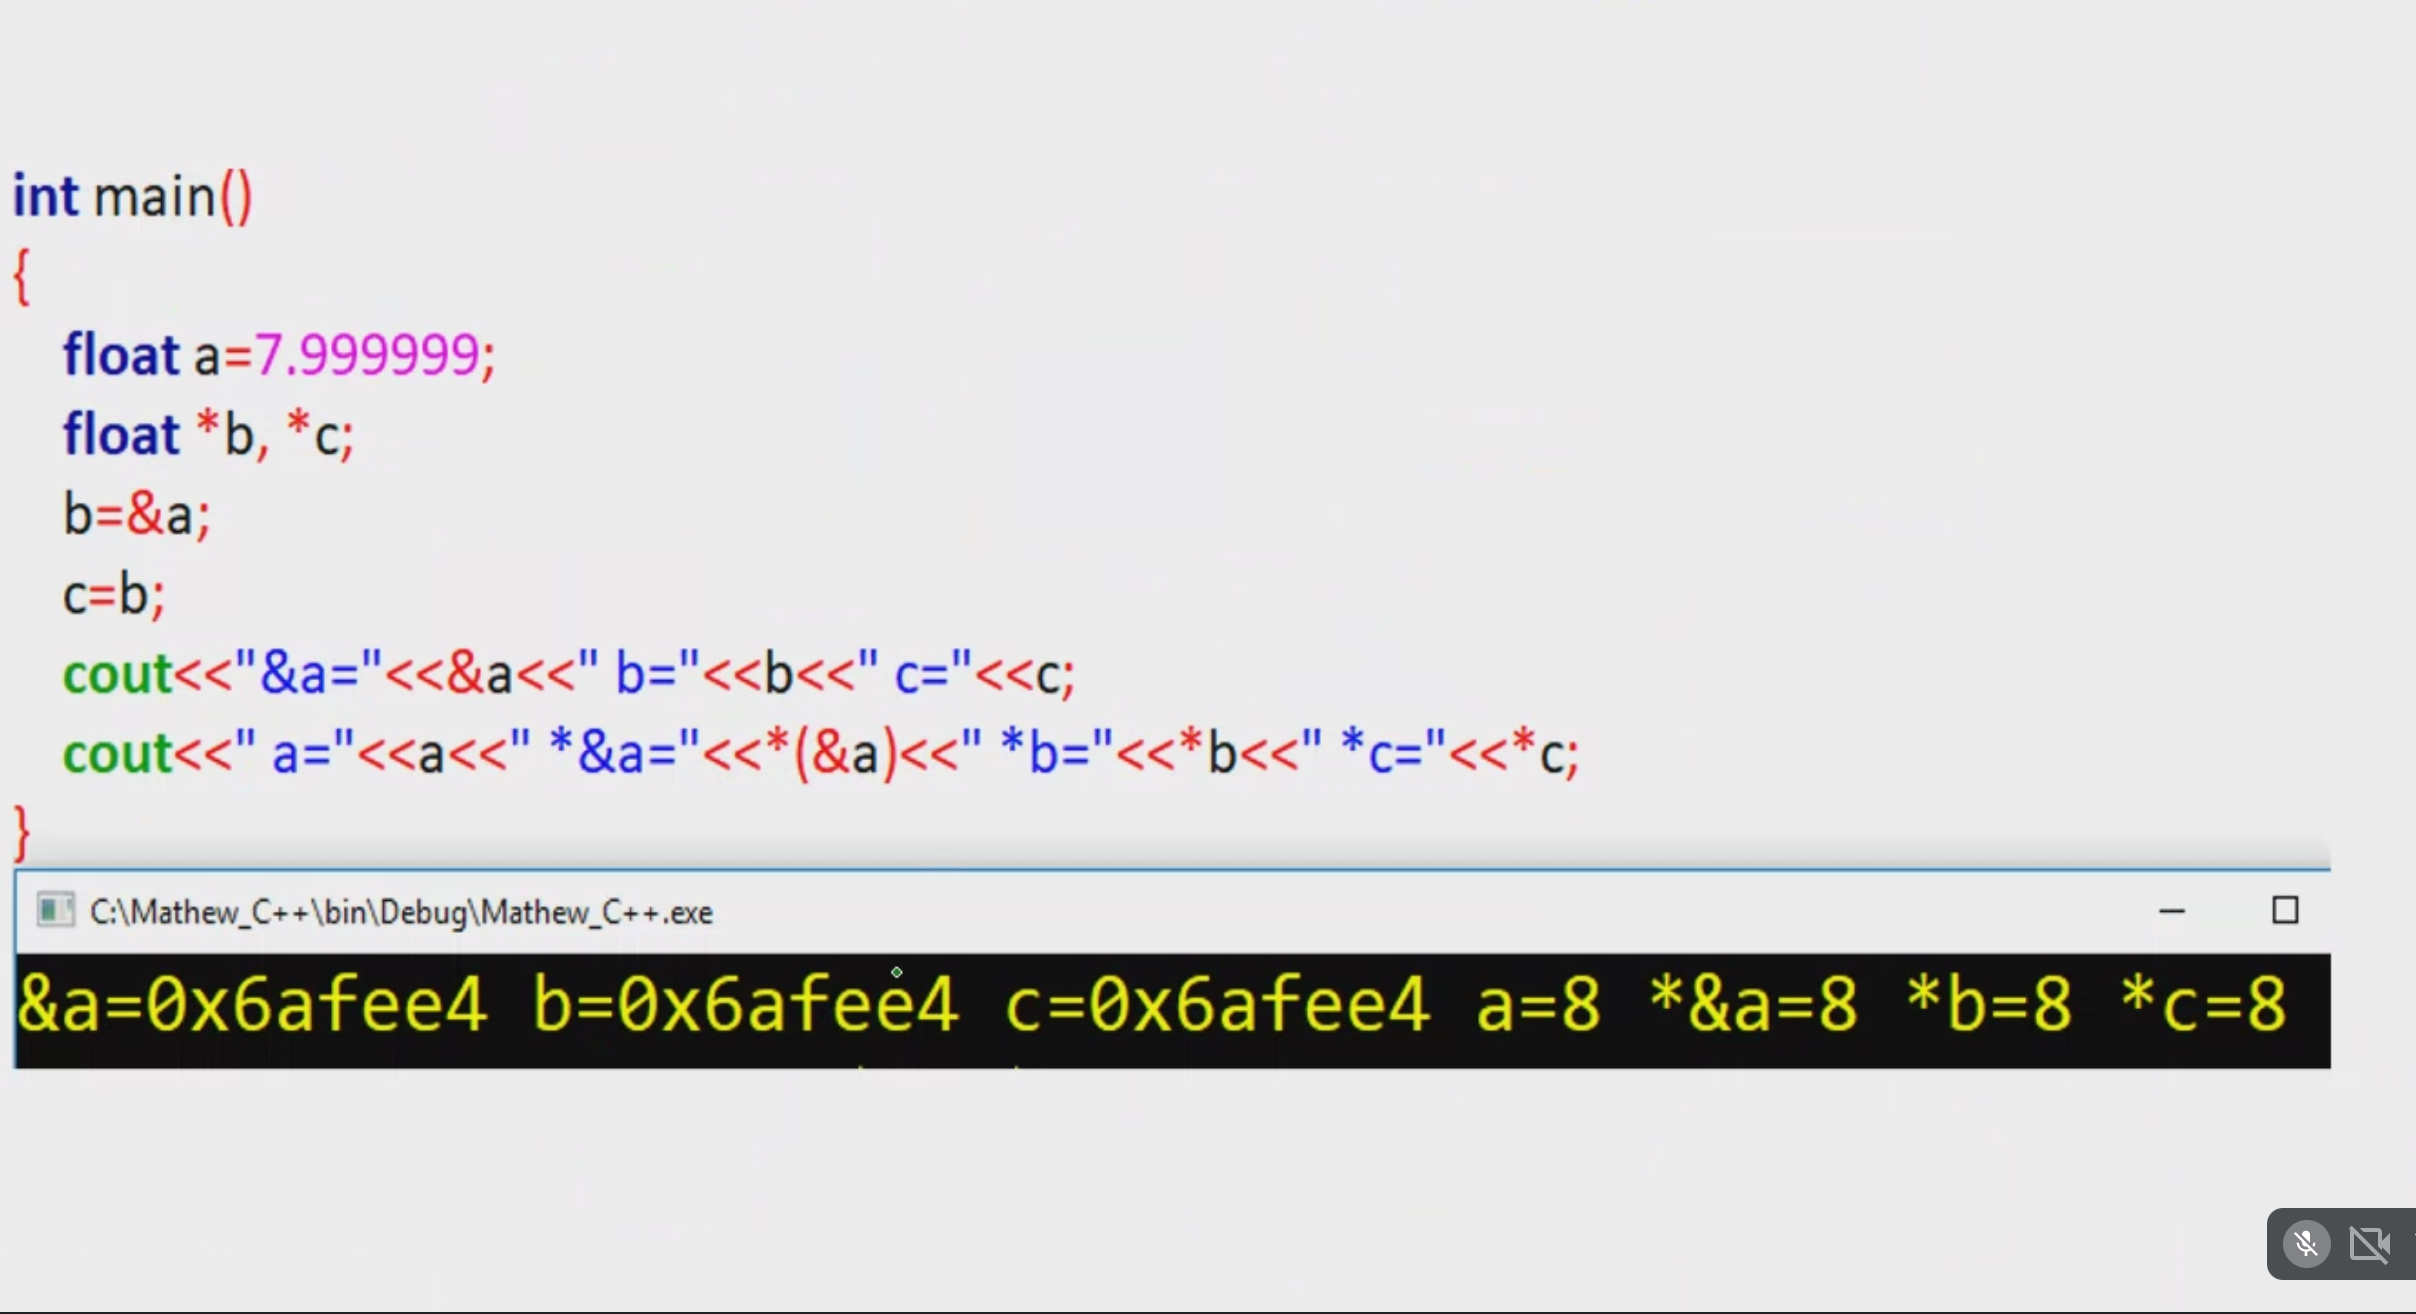 int main()
{
float a=7.999999;
float *b, *c;
b=&a;
c=b;
cout<<"&a="<<&a<<" b="<<b<<" c="<<c;
cout<<" a="<<a<<" *&a="<<*(&a)<<" *b="<<*b<<" *c="<<*c;
}
C:\Mathew_C++\bin\Debug\Mathew_C++.exe
&a=0x6afee4 b=0x6afee4 c=0x6afee4 a=8 *&a=8 *b=8 *c=8